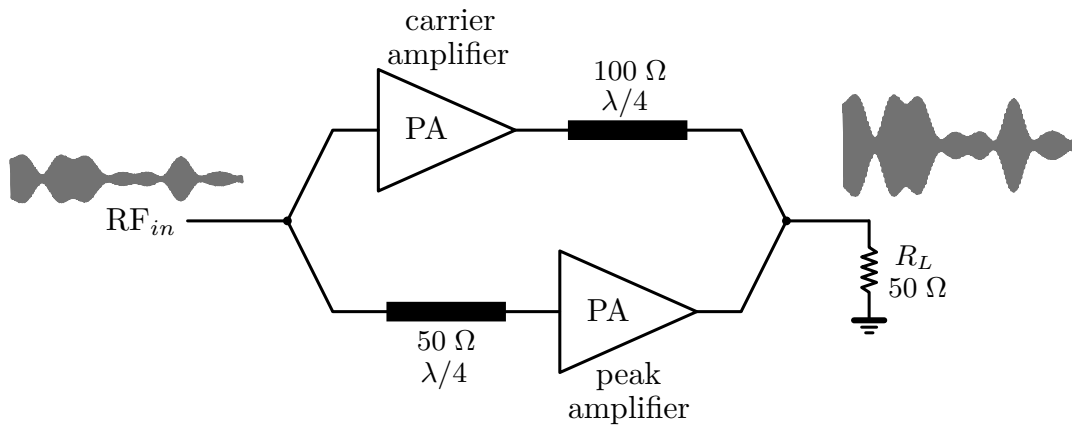 carrier
amplifier
PA
100 Ω
λ/4
RF_in
R_L
50 Ω
PA
50 Ω
λ/4
peak
amplifier